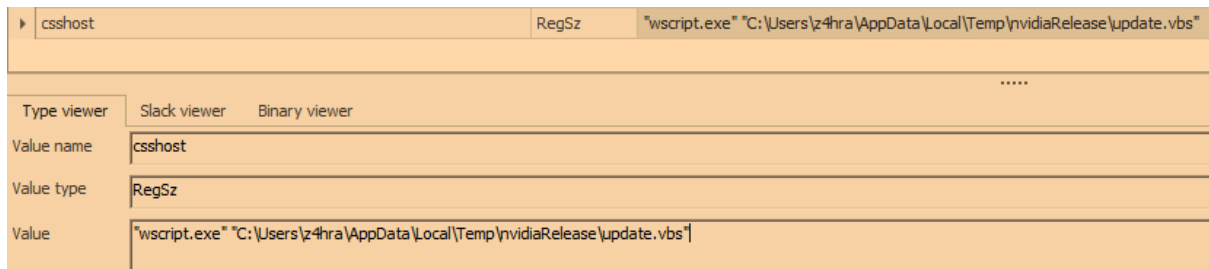 csshost RegSz "wscript.exe" "C:\Users\z4hra\AppData\Local\Temp\nvidiaRelease\update.vbs"
Type viewer Slack viewer Binary viewer
Value name csshost
Value type RegSz
Value "wscript.exe" "C:\Users\z4hra\AppData\Local\Temp\nvidiaRelease\update.vbs"